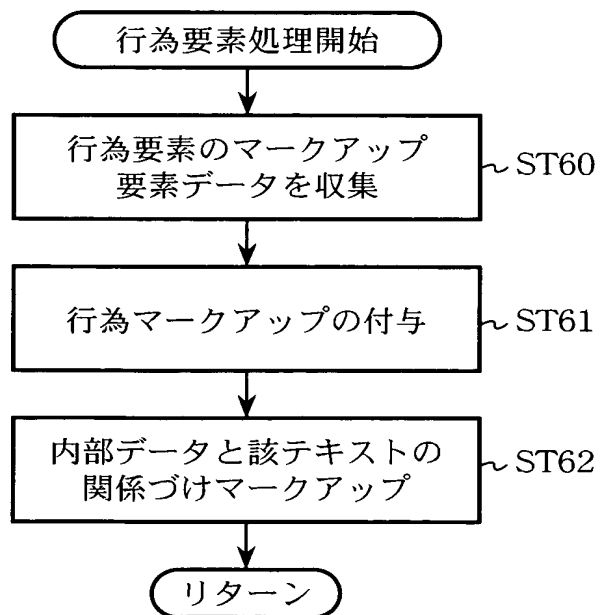 行為要素処理開始
行為要素のマークアップ
要素データを収集
ST60
行為マークアップの付与
ST61
内部データと該テキストの
関係づけマークアップ
ST62
リターン